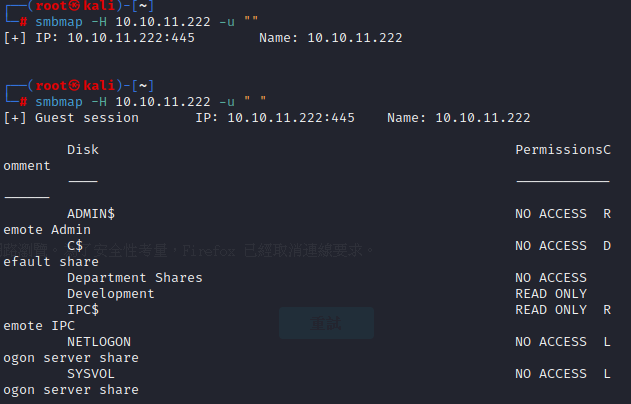 ┌──(root㉿kali)-[~]
└─# smbmap -H 10.10.11.222 -u ""
[+] IP: 10.10.11.222:445 Name: 10.10.11.222
┌──(root㉿kali)-[~]
└─# smbmap -H 10.10.11.222 -u " "
[+] Guest session IP: 10.10.11.222:445 Name: 10.10.11.222
Disk PermissionsC
omment
---- -----------
-------
ADMIN$ NO ACCESS R
emote Admin
安全性考量，Firefox 已經取消連線要求。
C$ NO ACCESS D
efault share
Department Shares NO ACCESS
Development READ ONLY
IPC$ READ ONLY R
重試
emote IPC
NETLOGON NO ACCESS L
ogon server share
SYSVOL NO ACCESS L
ogon server share